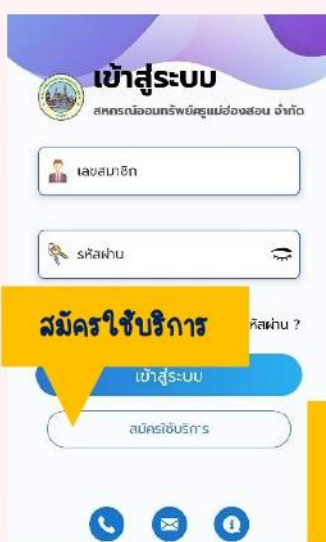 เข้าสู่ระบบ
สหกรณ์ออมทรัพย์ครูแม่ฮ่องสอน จำกัด
เลขสมาชิก
รหัสผ่าน
สมัครใช้บริการ
หัสผ่าน ?
เข้าสู่ระบบ
สมัครใช้บริการ